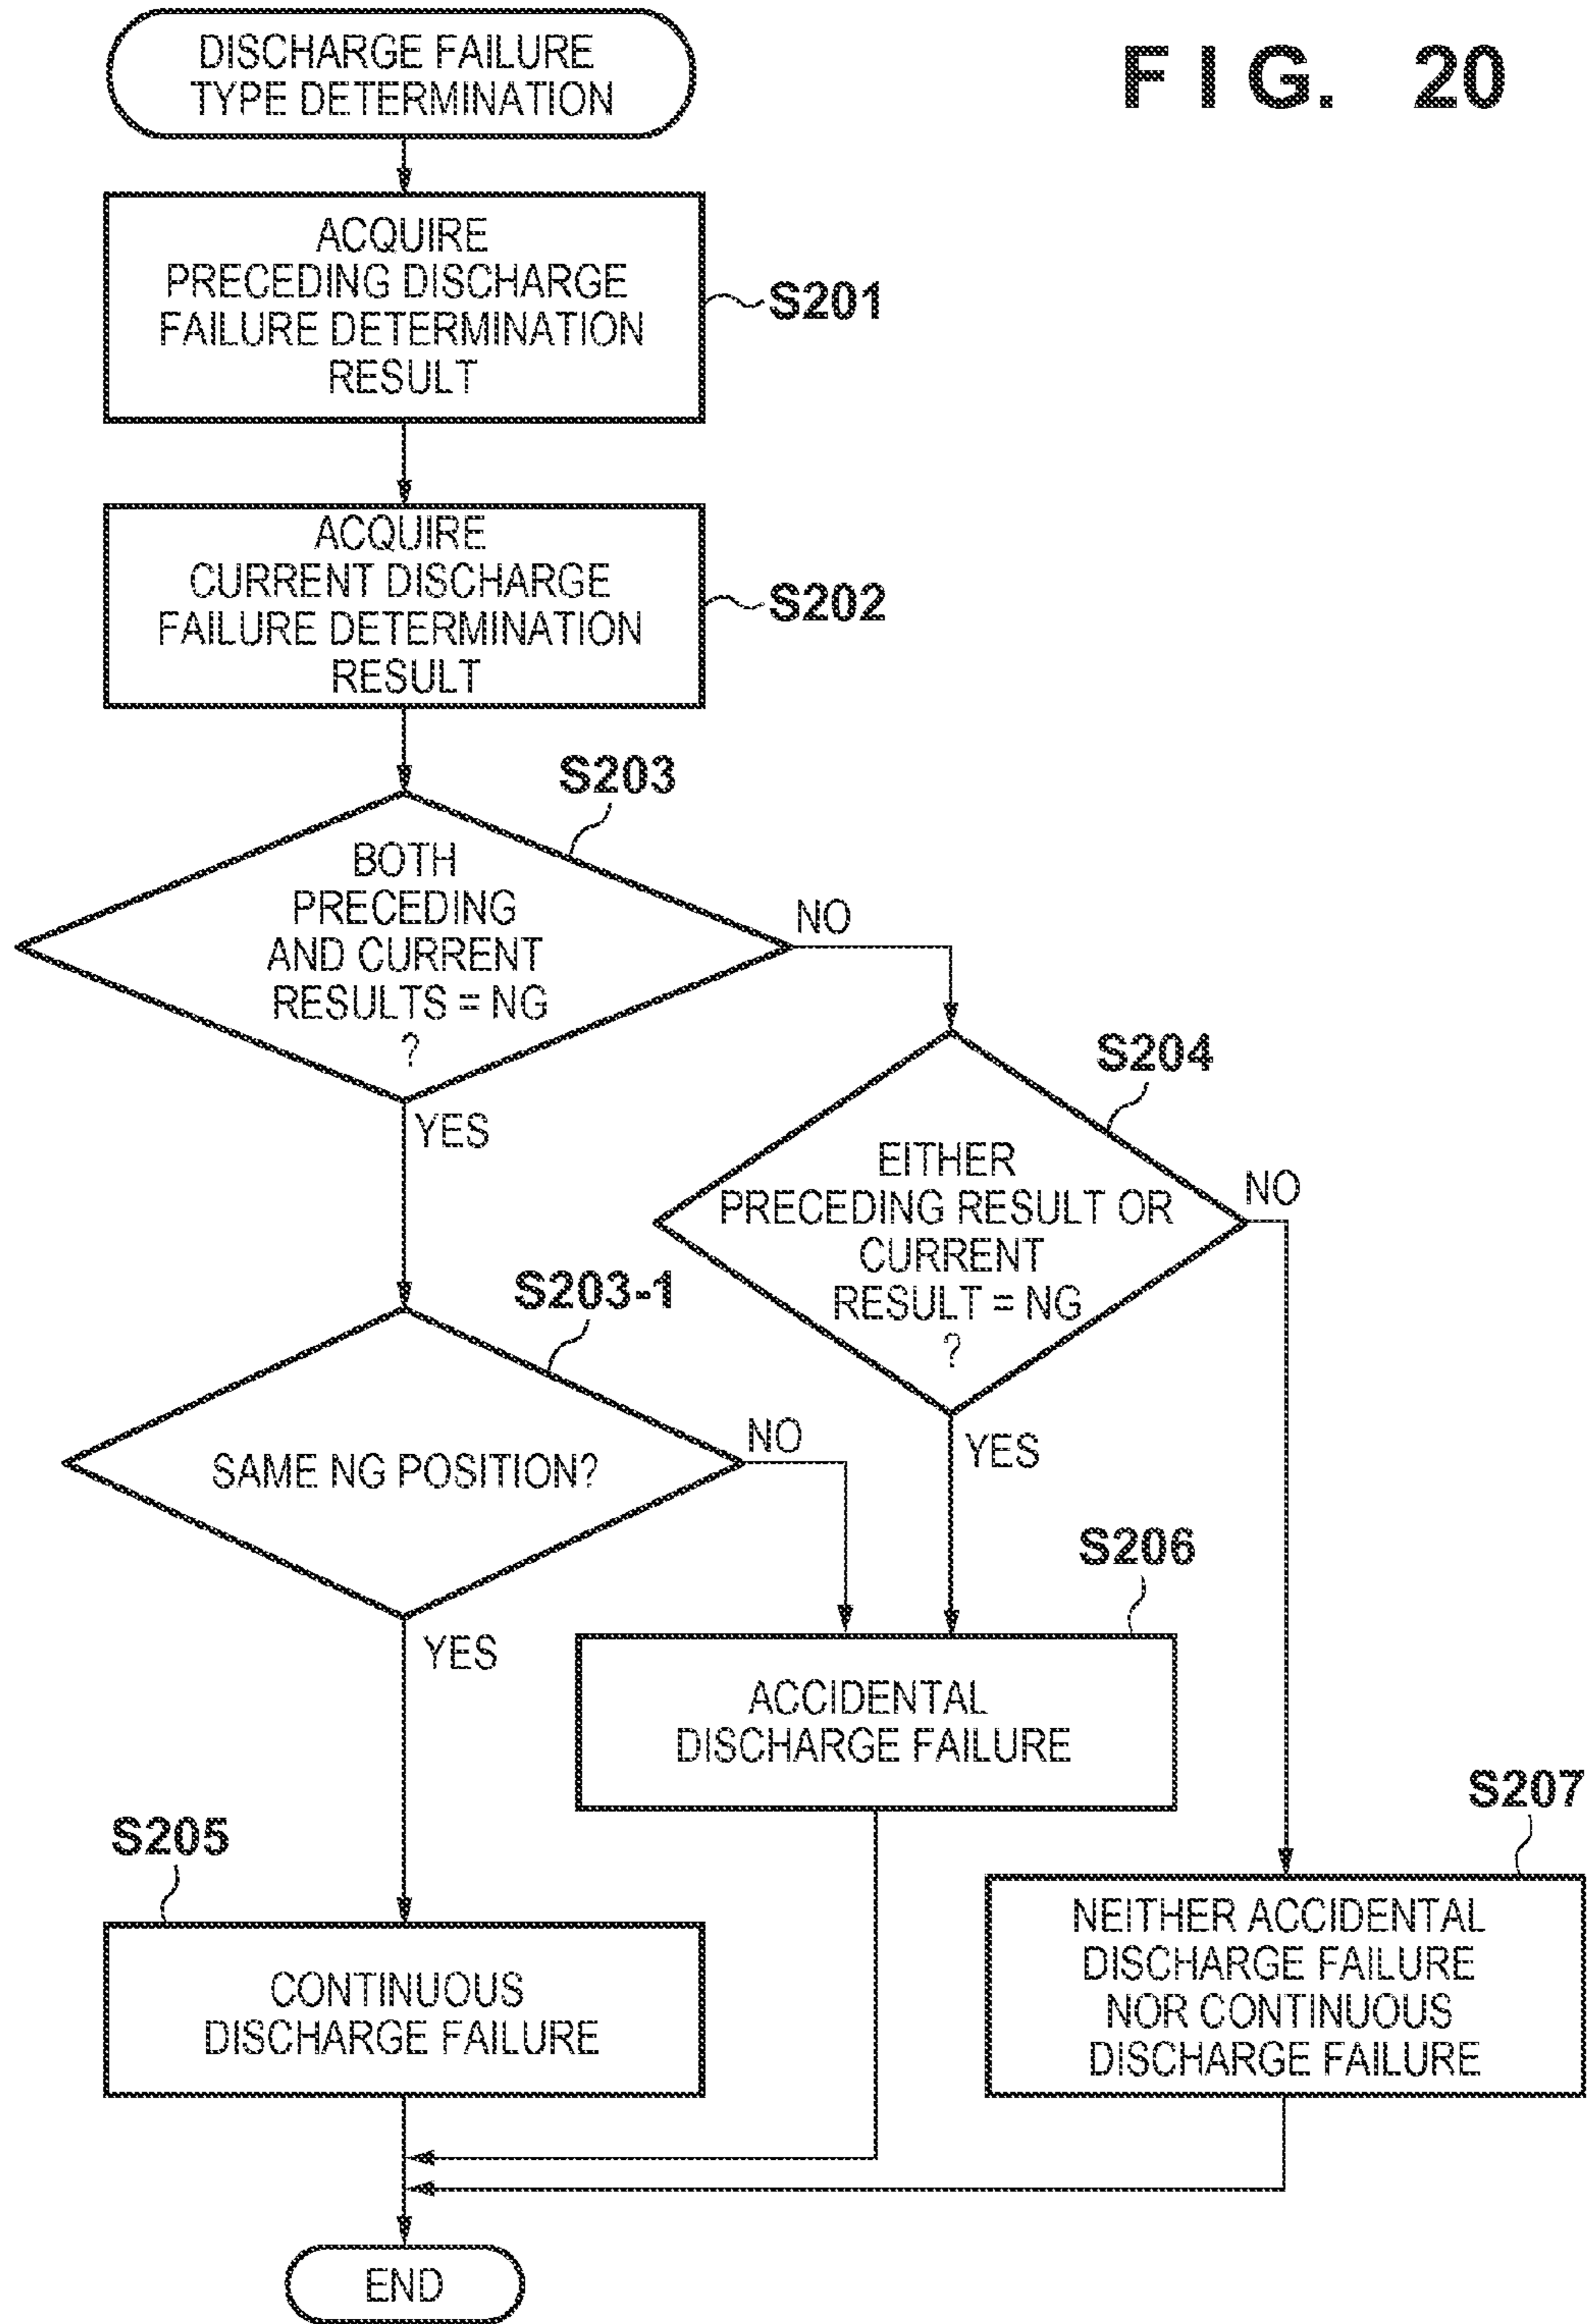 FIG. 20
DISCHARGE FAILURE
TYPE DETERMINATION
ACQUIRE
PRECEDING DISCHARGE
FAILURE DETERMINATION
RESULT
S201
ACQUIRE
CURRENT DISCHARGE
FAILURE DETERMINATION
RESULT
S202
S203
BOTH
PRECEDING
AND CURRENT
RESULTS = NG
?
NO
YES
S204
EITHER
PRECEDING RESULT OR
CURRENT
RESULT = NG
?
NO
YES
S203-1
SAME NG POSITION?
NO
YES
S206
ACCIDENTAL
DISCHARGE FAILURE
S205
CONTINUOUS
DISCHARGE FAILURE
S207
NEITHER ACCIDENTAL
DISCHARGE FAILURE
NOR CONTINUOUS
DISCHARGE FAILURE
END